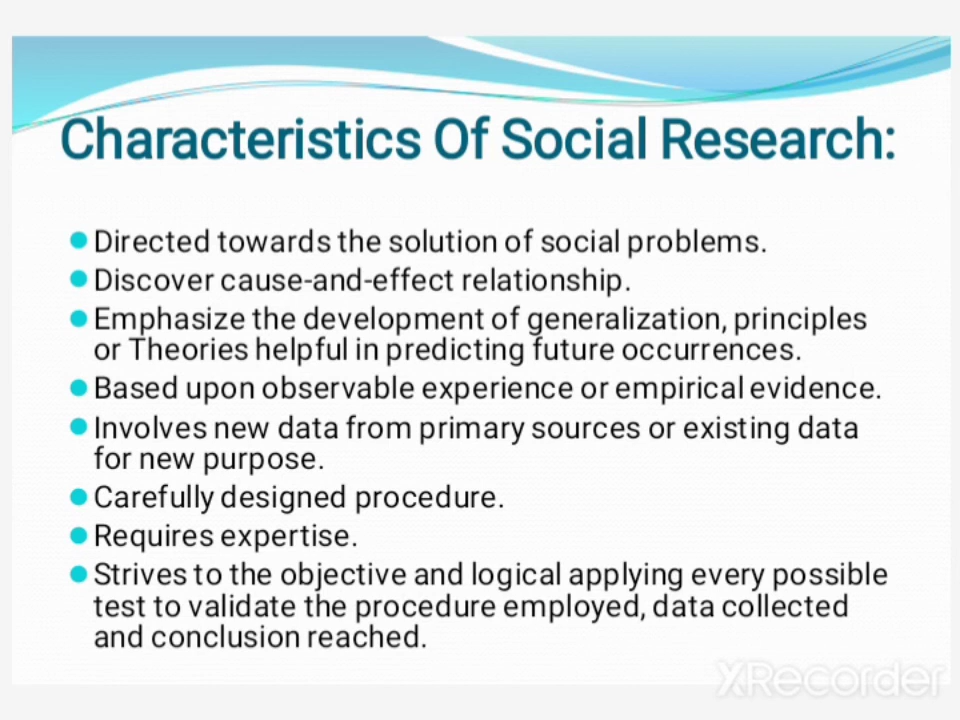 Characteristics Of Social Research:
Directed towards the solution of social problems.
Discover cause-and-effect relationship.
Emphasize the development of generalization, principles
or Theories helpful in predicting future occurrences.
Based upon observable experience or empirical evidence.
Involves new data from primary sources or existing data
for new purpose.
Carefully designed procedure.
Requires expertise.
Strives to the objective and logical applying every possible
test to validate the procedure employed, data collected
and conclusion reached.
XRecorder